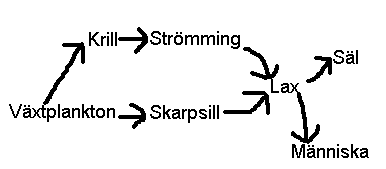 Krill Strömming
Säl
Lax
Växtplankton Skarpsill
Människa